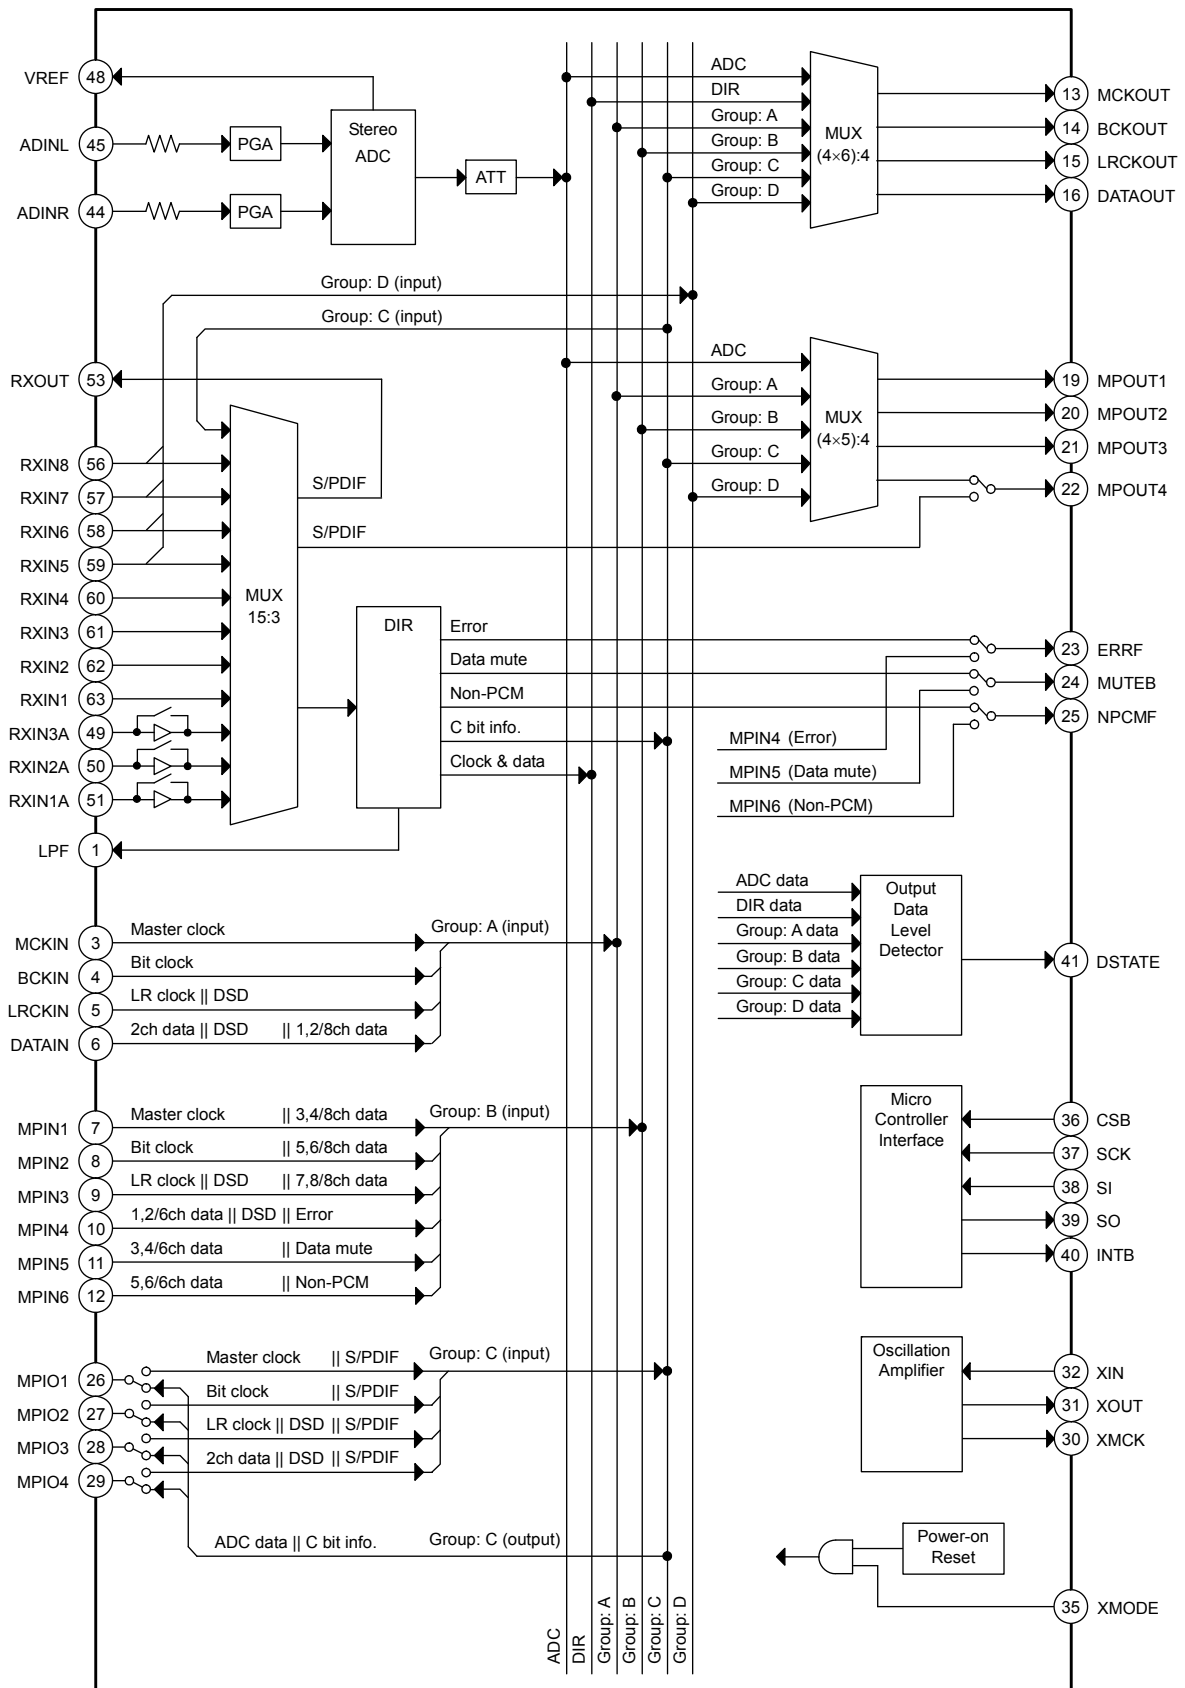 VREF 48
ADINL 45
PGA
Stereo
ADC
ATT
ADINR 44
PGA
ADC
DIR
Group: A
Group: B
Group: C
Group: D
MUX
(4×6):4
13 MCKOUT
14 BCKOUT
15 LRCKOUT
16 DATAOUT
Group: D (input)
Group: C (input)
RXOUT 53
RXIN8 56
RXIN7 57
RXIN6 58
RXIN5 59
RXIN4 60
RXIN3 61
RXIN2 62
RXIN1 63
RXIN3A 49
RXIN2A 50
RXIN1A 51
LPF 1
MUX
15:3
S/PDIF
S/PDIF
ADC
Group: A
Group: B
Group: C
Group: D
MUX
(4×5):4
19 MPOUT1
20 MPOUT2
21 MPOUT3
22 MPOUT4
DIR
Error
Data mute
Non-PCM
C bit info.
Clock & data
23 ERRF
24 MUTEB
25 NPCMF
MPIN4 (Error)
MPIN5 (Data mute)
MPIN6 (Non-PCM)
ADC data
DIR data
Group: A data
Group: B data
Group: C data
Group: D data
Output
Data
Level
Detector
41 DSTATE
MCKIN 3 Master clock
BCKIN 4 Bit clock
LRCKIN 5 LR clock || DSD
DATAIN 6 2ch data || DSD || 1,2/8ch data
Group: A (input)
MPIN1 7 Master clock || 3,4/8ch data
MPIN2 8 Bit clock || 5,6/8ch data
MPIN3 9 LR clock || DSD || 7,8/8ch data
MPIN4 10 1,2/6ch data || DSD || Error
MPIN5 11 3,4/6ch data || Data mute
MPIN6 12 5,6/6ch data || Non-PCM
Group: B (input)
Micro
Controller
Interface
36 CSB
37 SCK
38 SI
39 SO
40 INTB
MPIO1 26 Master clock || S/PDIF
MPIO2 27 Bit clock || S/PDIF
MPIO3 28 LR clock || DSD || S/PDIF
MPIO4 29 2ch data || DSD || S/PDIF
Group: C (input)
ADC data || C bit info. Group: C (output)
Oscillation
Amplifier
32 XIN
31 XOUT
30 XMCK
Power-on
Reset
35 XMODE
ADC
DIR
Group: A
Group: B
Group: C
Group: D